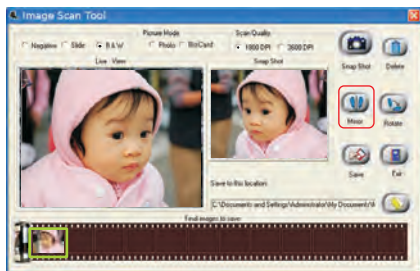 Image Scan Tool
Picture Mode
Scan Quality
Negative Slide B&W Photo BizCard 1800 DPI 3600 DPI
Live View
Snap Shot
Snap Shot
Delete
Mirror
Rotate
Save
Exit
Save to this location:
C:\Documents and Settings\Administrator\My Documents\M
Final images to save: